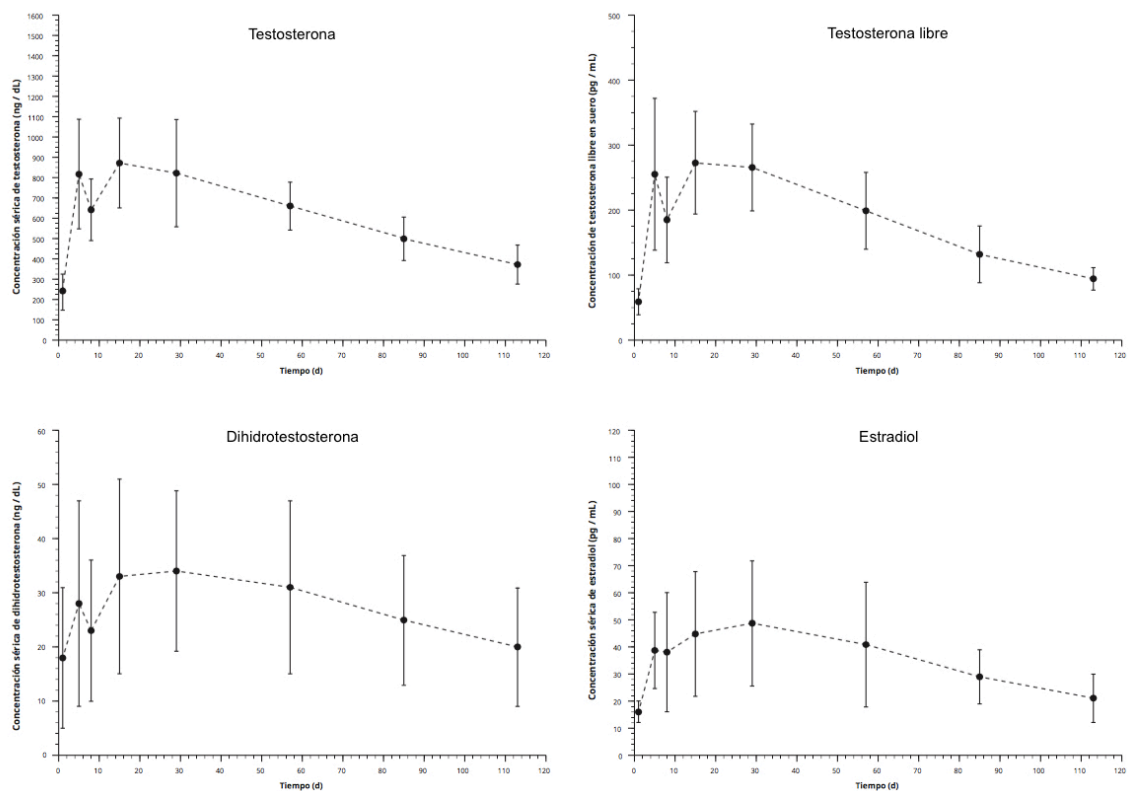 Testosterona
Concentración sérica de testosterona (ng / dL)
1600
1500
1400
1300
1200
1100
1000
900
800
700
600
500
400
300
200
100
0
0 10 20 30 40 50 60 70 80 90 100 110 120
Tiempo (d)
Testosterona libre
Concentración de testosterona libre en suero (pg / mL)
500
400
300
200
100
0
0 10 20 30 40 50 60 70 80 90 100 110 120
Tiempo (d)
Dihidrotestosterona
Concentración sérica de dihidrotestosterona (ng / dL)
60
50
40
30
20
10
0
0 10 20 30 40 50 60 70 80 90 100 110 120
Tiempo (d)
Estradiol
Concentración sérica de estradiol (pg / mL)
120
110
100
90
80
70
60
50
40
30
20
10
0
0 10 20 30 40 50 60 70 80 90 100 110 120
Tiempo (d)